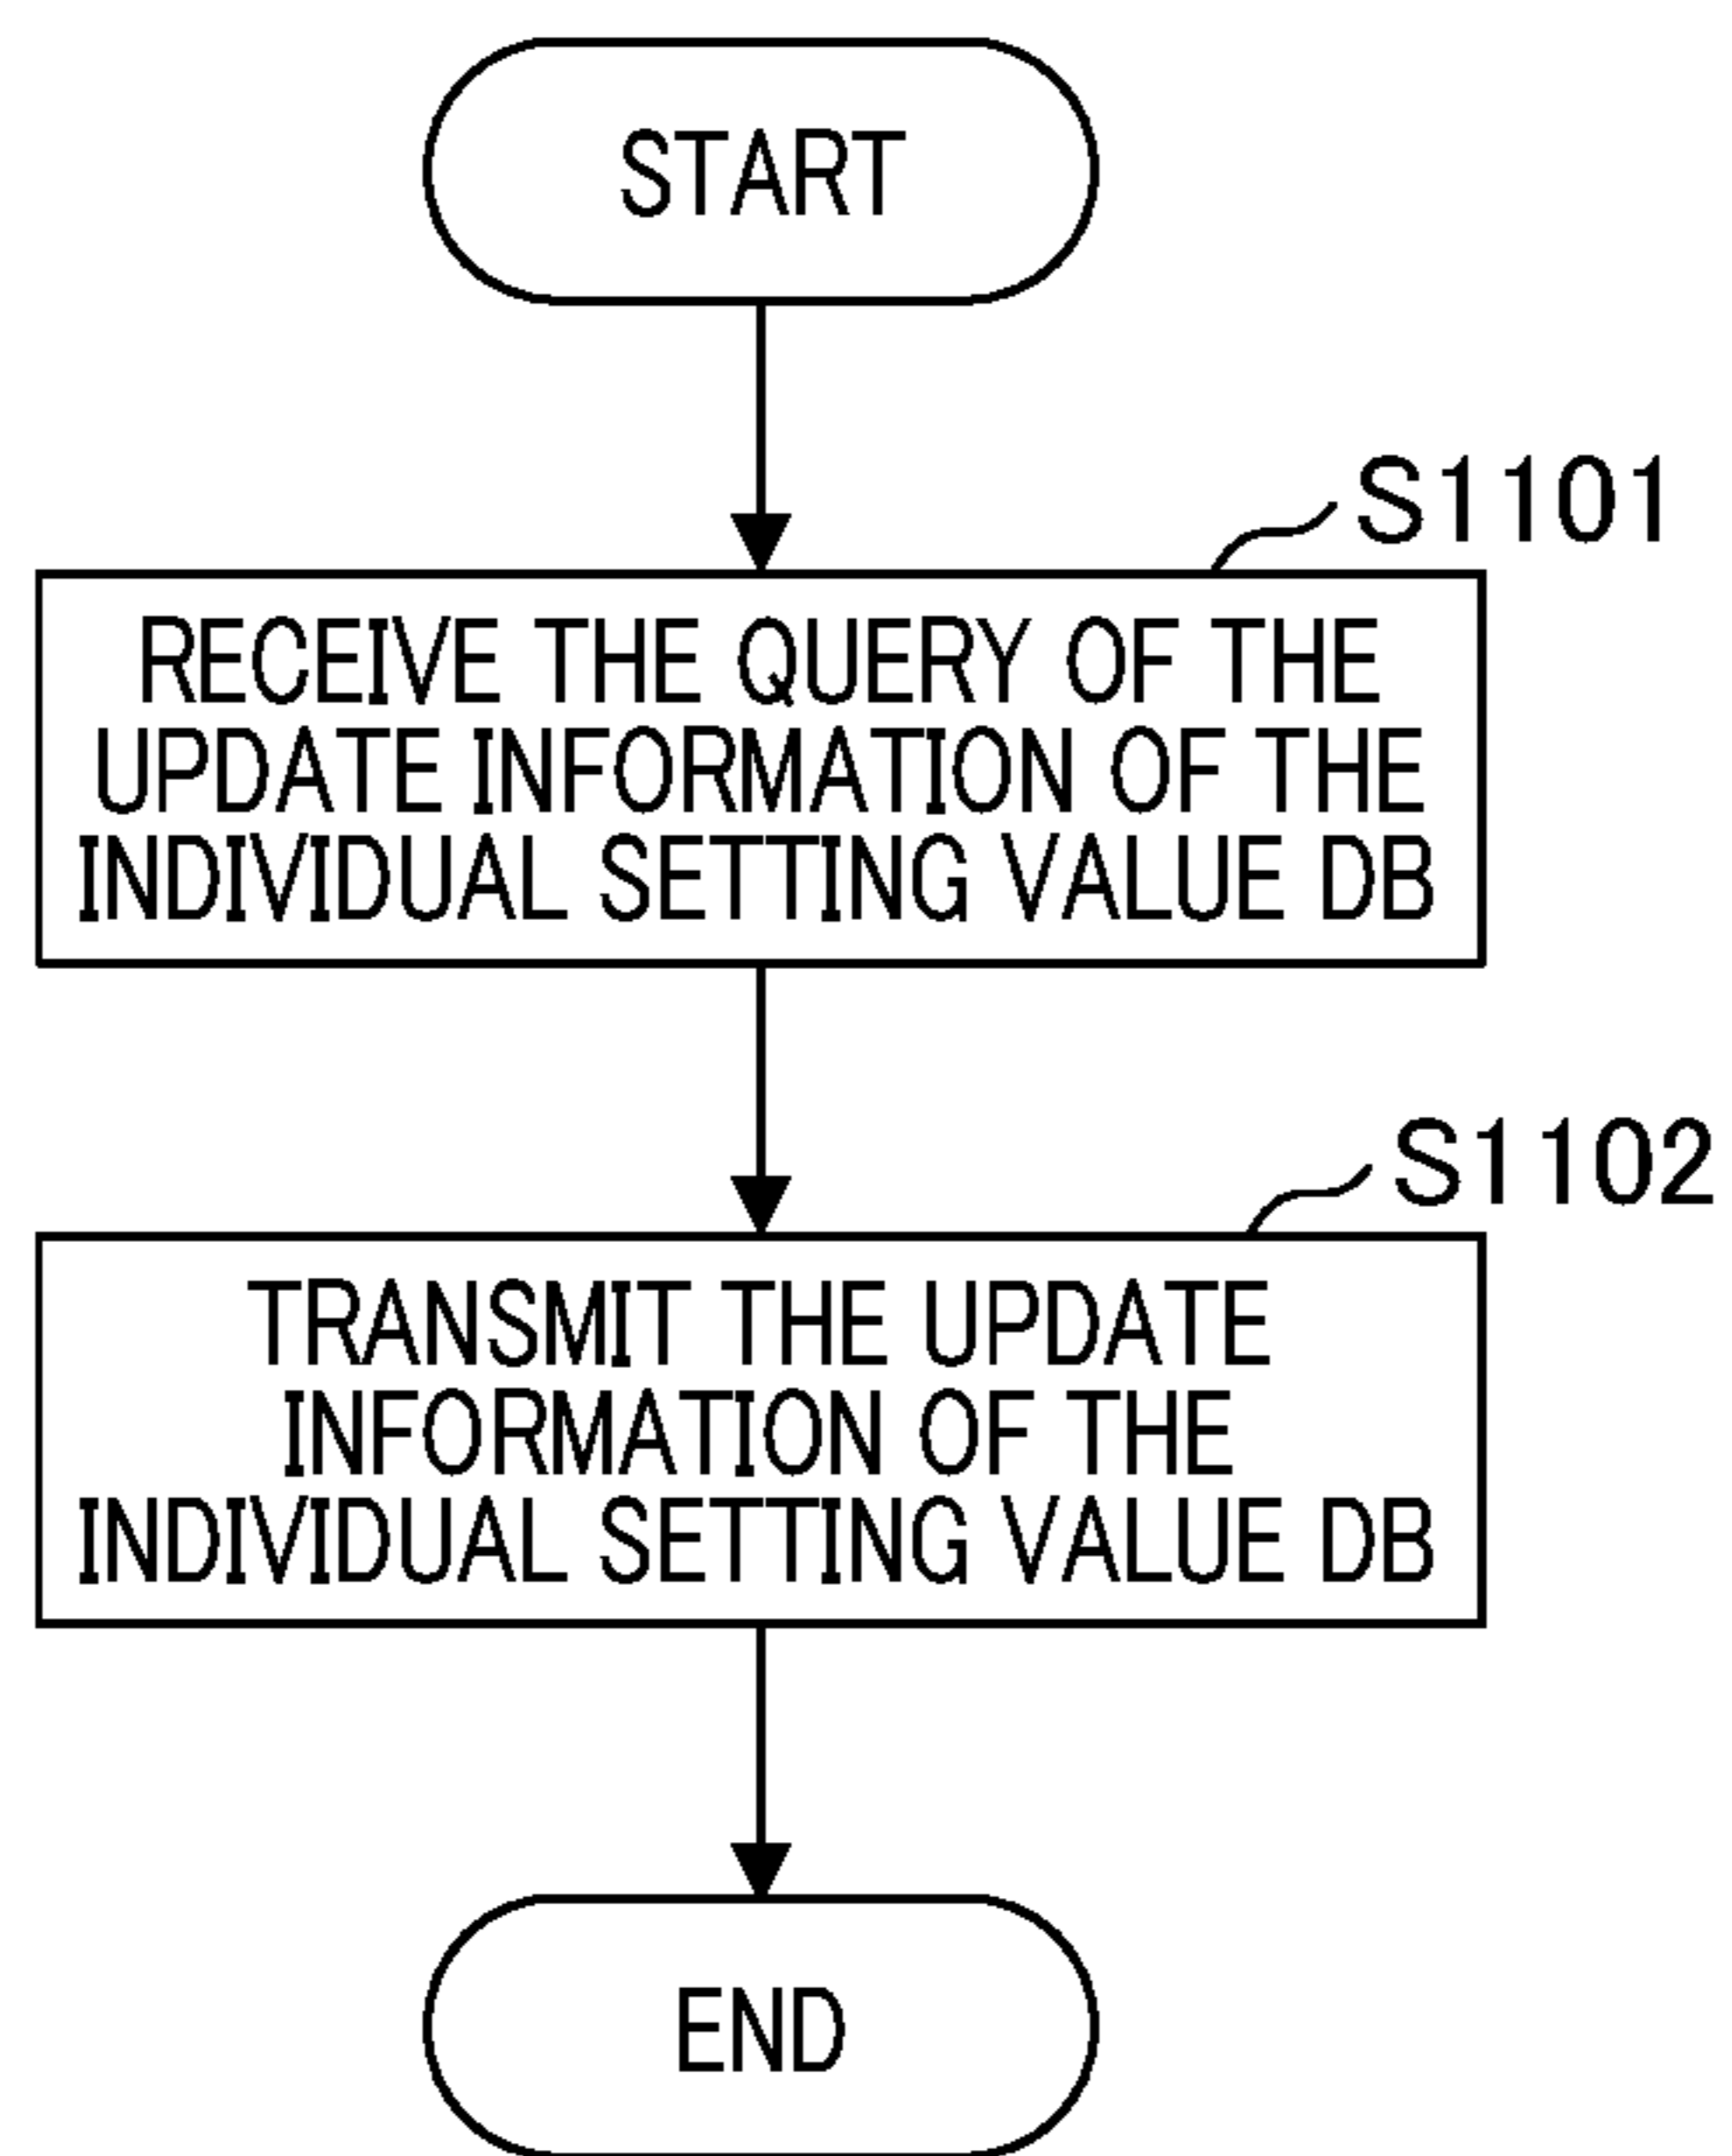 START
S1101
RECEIVE THE QUERY OF THE
UPDATE INFORMATION OF THE
INDIVIDUAL SETTING VALUE DB
S1102
TRANSMIT THE UPDATE
INFORMATION OF THE
INDIVIDUAL SETTING VALUE DB
END